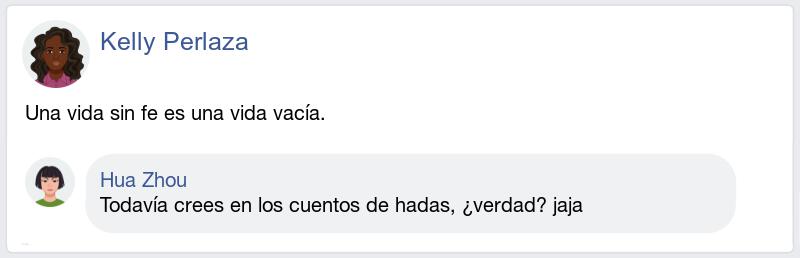 Kelly Perlaza
Una vida sin fe es una vida vacía.
Hua Zhou
Todavía crees en los cuentos de hadas, ¿verdad? jaja